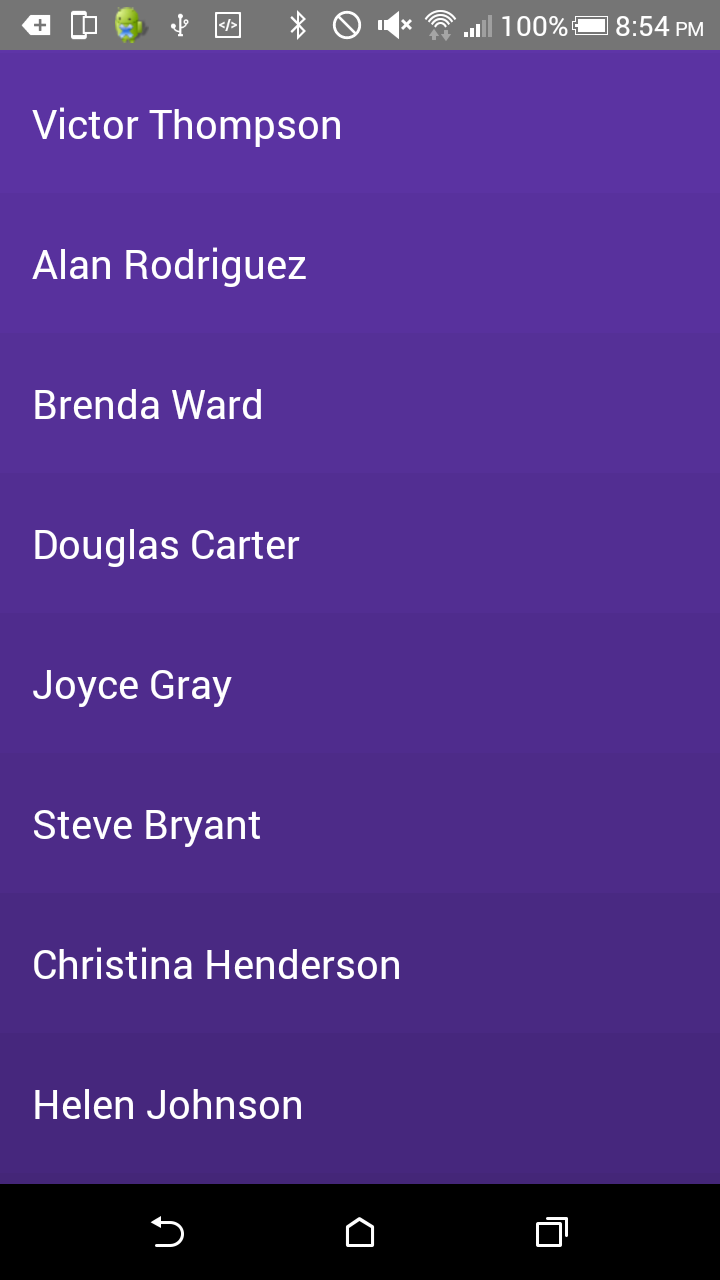 100% 8:54 PM
Victor Thompson
Alan Rodriguez
Brenda Ward
Douglas Carter
Joyce Gray
Steve Bryant
Christina Henderson
Helen Johnson